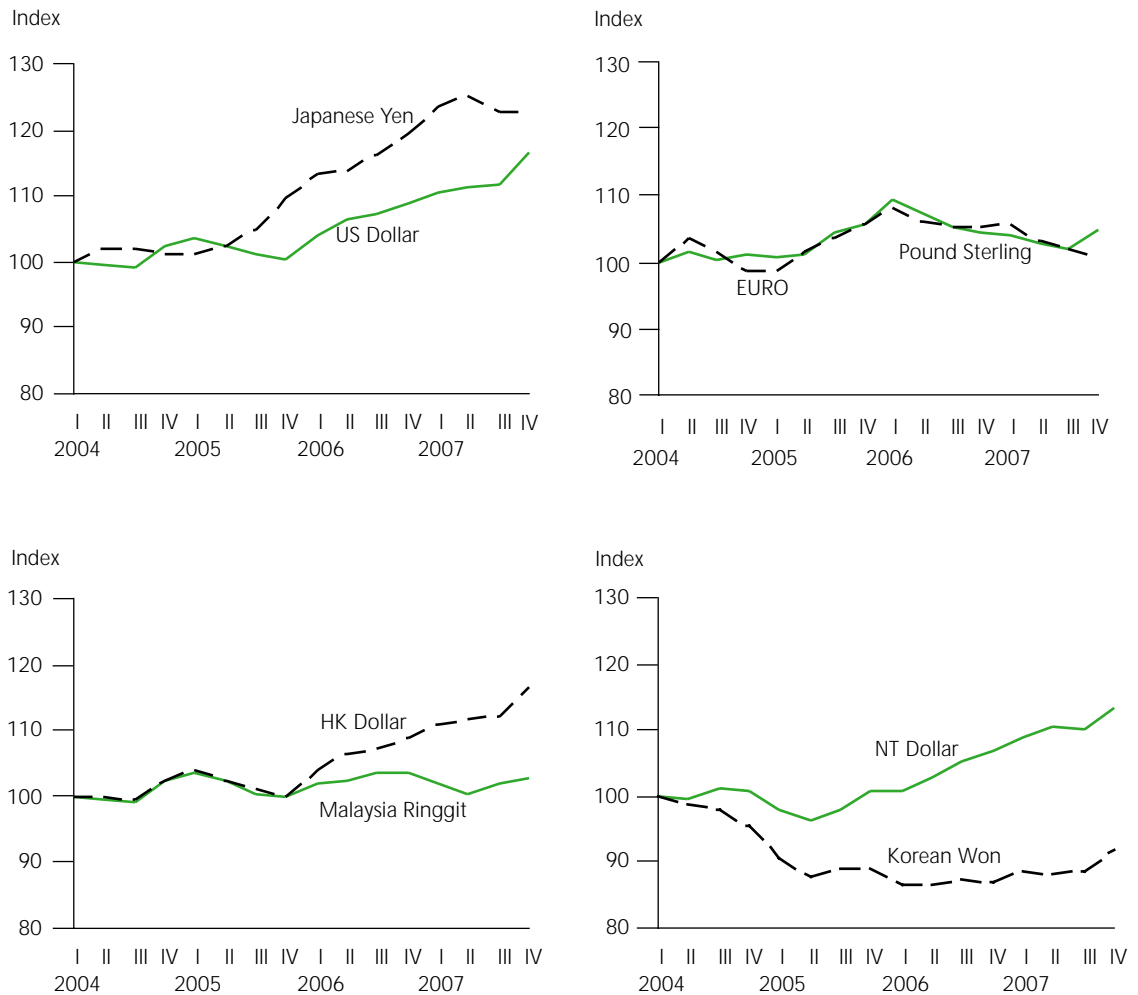 Index
130
120
110
100
90
80
Japanese Yen
US Dollar
I II III IV I II III IV I II III IV I II III IV
2004 2005 2006 2007
Index
130
120
110
100
90
80
Pound Sterling
EURO
I II III IV I II III IV I II III IV I II III IV
2004 2005 2006 2007
Index
130
120
110
100
90
80
HK Dollar
Malaysia Ringgit
I II III IV I II III IV I II III IV I II III IV
2004 2005 2006 2007
Index
130
120
110
100
90
80
NT Dollar
Korean Won
I II III IV I II III IV I II III IV I II III IV
2004 2005 2006 2007